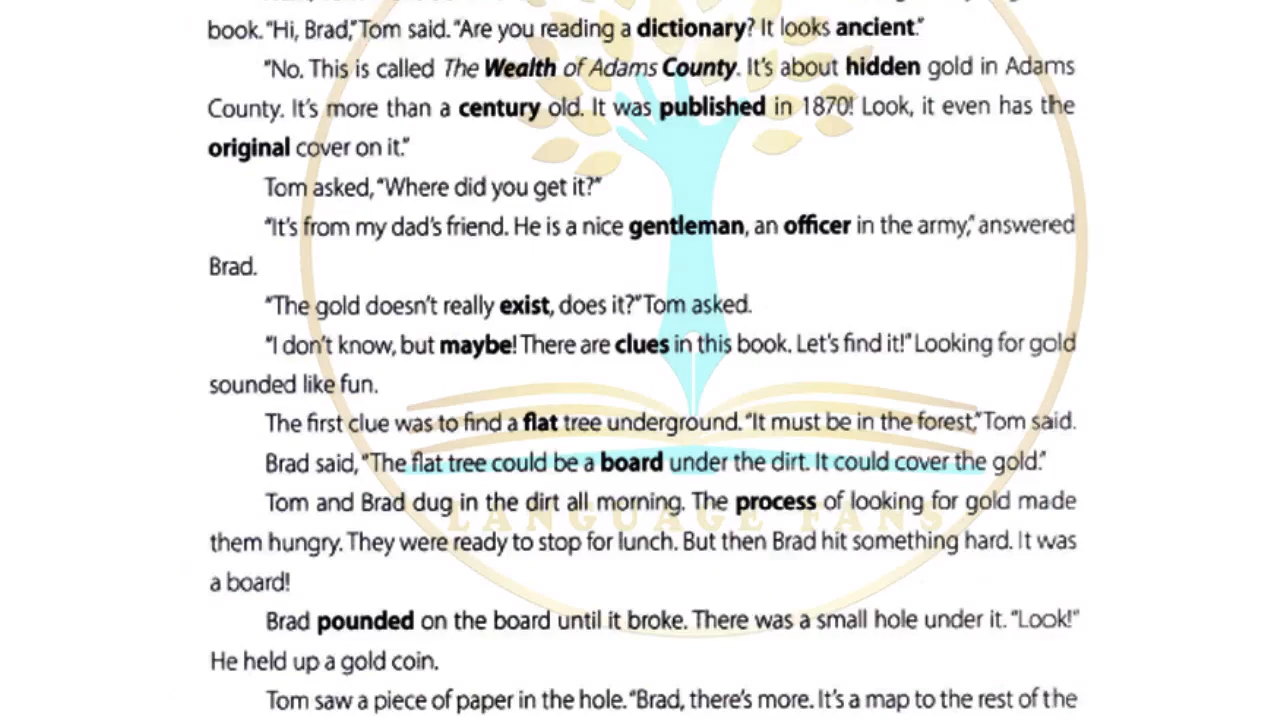 book. "Hi, Brad," Tom said. "Are you reading a dictionary? It looks ancient."
"No. This is called The Wealth of Adams County. It's about hidden gold in Adams
County. It's more than a century old. It was published in 1870! Look, it even has the
original cover on it."
Tom asked, "Where did you get it?"
"It's from my dad's friend. He is a nice gentleman, an officer in the army," answered
Brad.
"The gold doesn't really exist, does it?" Tom asked.
"I don't know, but maybe! There are clues in this book. Let's find it!" Looking for gold
sounded like fun.
The first clue was to find a flat tree underground. "It must be in the forest," Tom said.
Brad said, "The flat tree could be a board under the dirt. It could cover the gold."
Tom and Brad dug in the dirt all morning. The process of looking for gold made
LANGUAGE FANS
them hungry. They were ready to stop for lunch. But then Brad hit something hard. It was
a board!
Brad pounded on the board until it broke. There was a small hole under it. "Look!"
He held up a gold coin.
Tom saw a piece of paper in the hole. "Brad, there's more. It's a map to the rest of the